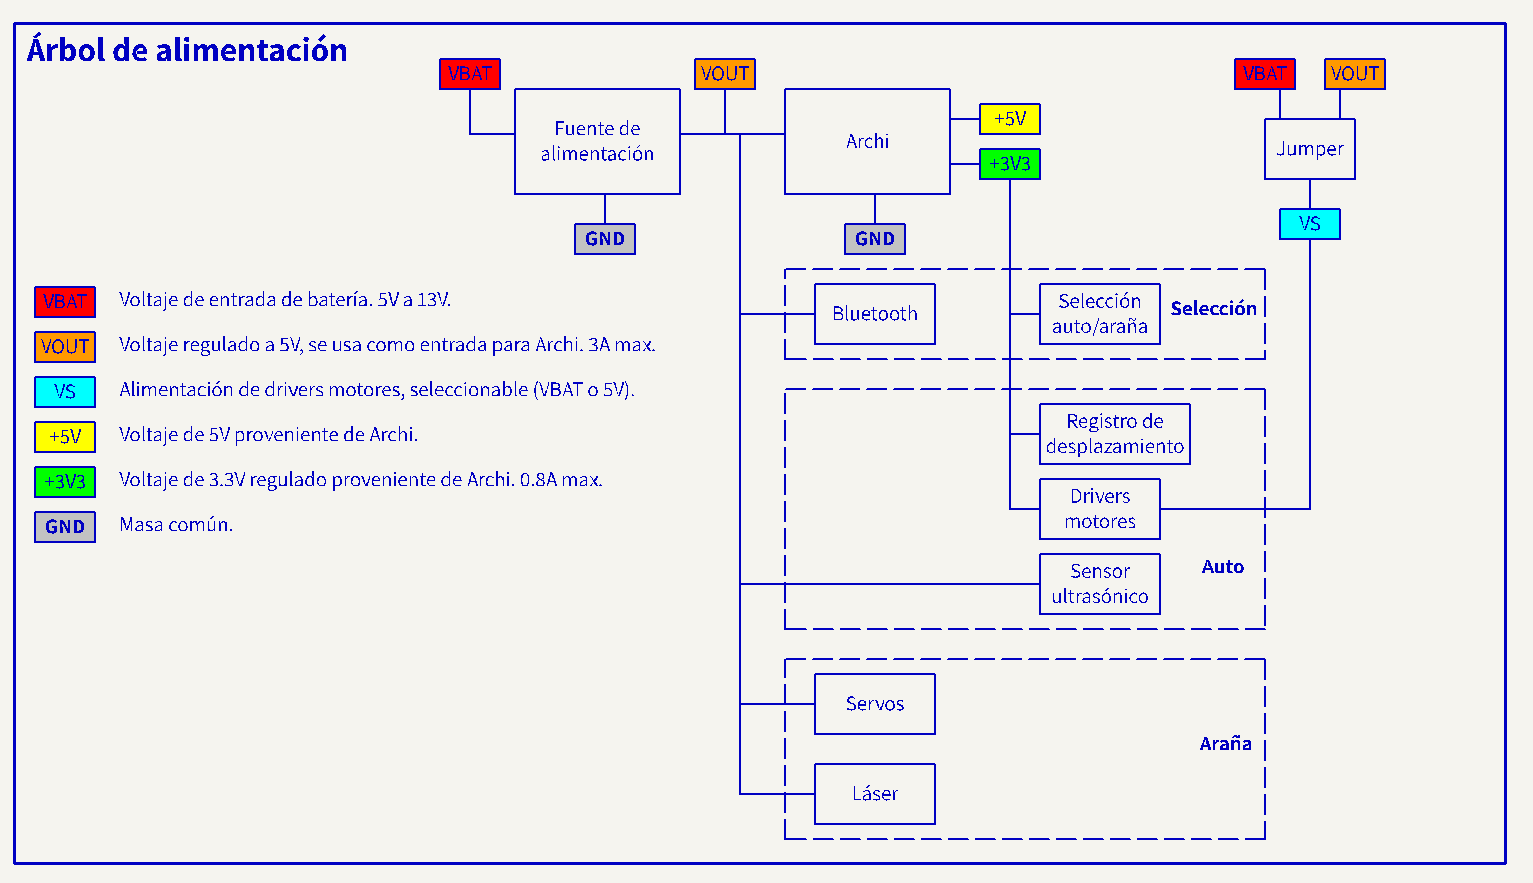 Árbol de alimentación
VBAT
VOUT
VBAT
VOUT
Fuente de
alimentación
Archi
+5V
+3V3
Jumper
GND
GND
VS
VBAT Voltaje de entrada de batería. 5V a 13V.
VOUT Voltaje regulado a 5V, se usa como entrada para Archi. 3A max.
VS Alimentación de drivers motores, seleccionable (VBAT o 5V).
+5V Voltaje de 5V proveniente de Archi.
+3V3 Voltaje de 3.3V regulado proveniente de Archi. 0.8A max.
GND Masa común.
Bluetooth
Selección
auto/araña
Selección
Registro de
desplazamiento
Drivers
motores
Sensor
ultrasónico
Auto
Servos
Araña
Láser